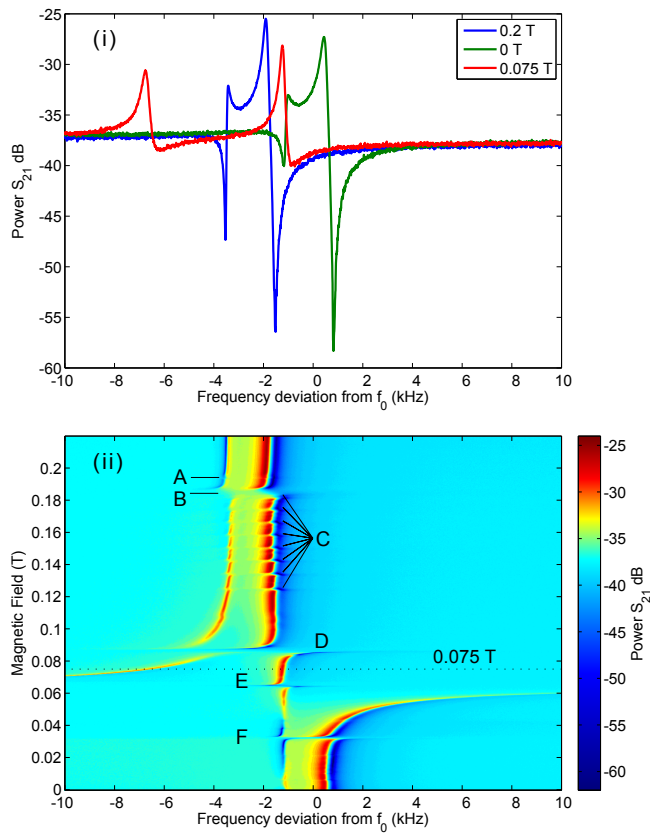 (i)
0.2 T
0 T
0.075 T
-25
-30
-35
-40
-45
-50
-55
-60
Power S21 dB
-10 -8 -6 -4 -2 0 2 4 6 8 10
Frequency deviation from f0 (kHz)
(ii)
A
B
C
D
0.075 T
E
F
0.2
0.18
0.16
0.14
0.12
0.1
0.08
0.06
0.04
0.02
0
Magnetic Field (T)
-10 -8 -6 -4 -2 0 2 4 6 8 10
Frequency deviation from f0 (kHz)
-25
-30
-35
-40
-45
-50
-55
-60
Power S21 dB